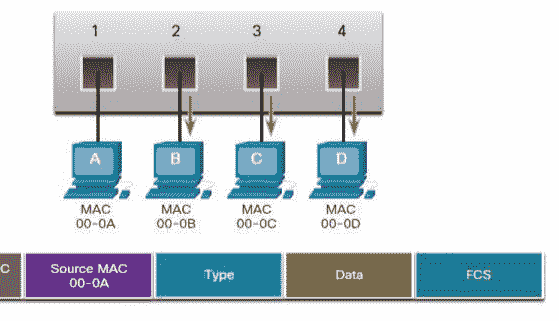 1 2 3 4
A B C D
MAC MAC MAC MAC
00-0A 00-0B 00-0C 00-0D
C Source MAC Type Data FCS
00-0A